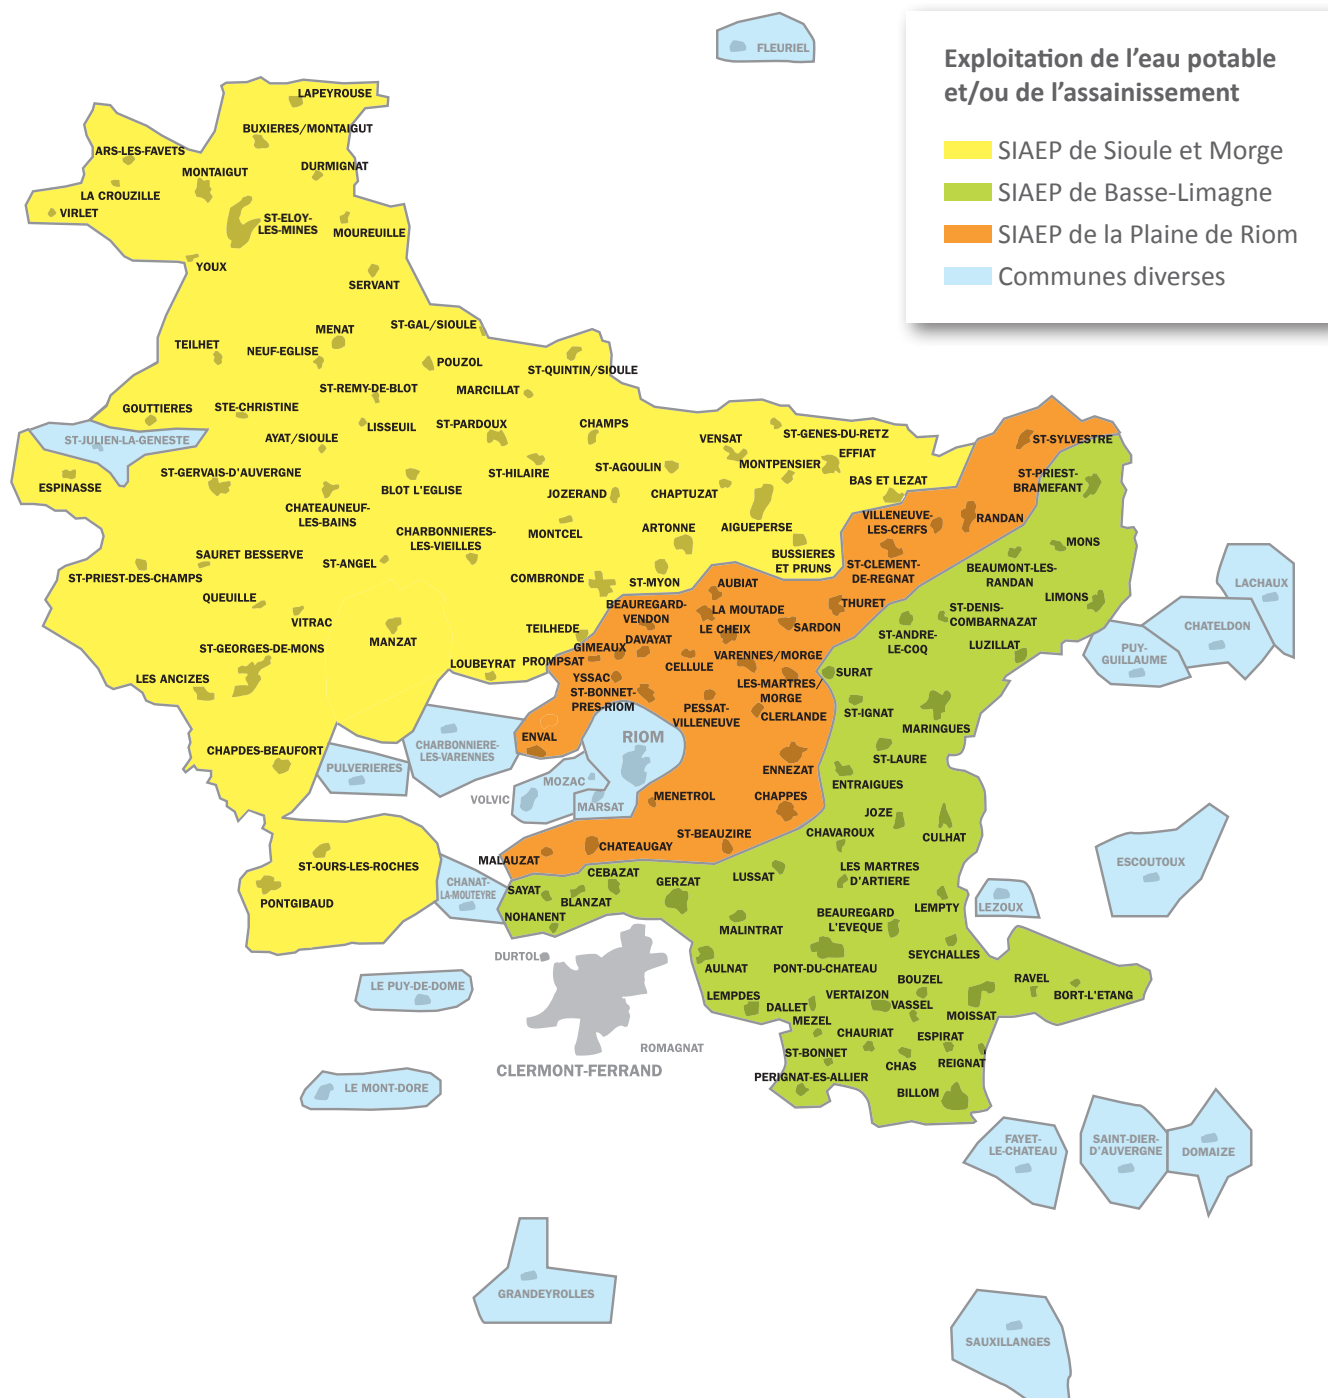 FLEURIEL
Exploitation de l’eau potable
et/ou de l’assainissement
SIAEP de Sioule et Morge
SIAEP de Basse-Limagne
SIAEP de la Plaine de Riom
Communes diverses
LAPEYROUSE
BUXIERES/MONTAIGUT
ARS-LES-FAVETS
MONTAIGUT
DURMIGNAT
LA CROUZILLE
VIRLET
ST-ELOY-
LES-MINES
MOUREUILLE
YOUX
SERVANT
MENAT
ST-GAL/SIOULE
TEILHET
NEUF-EGLISE
POUZOL
ST-QUINTIN/SIOULE
ST-REMY-DE-BLOT
MARCILLAT
GOUTTIERES
STE-CHRISTINE
LISSEUIL
ST-PARDOUX
CHAMPS
ST-JULIEN-LA-GENESTE
AYAT/SIOULE
VENSAT
ST-GENES-DU-RETZ
ST-SYLVESTRE
EFFIAT
MONTPENSIER
ST-GERVAIS-D'AUVERGNE
ST-HILAIRE
ST-AGOULIN
ESPINASSE
BLOT L'EGLISE
JOZERAND
CHAPTUZAT
BAS ET LEZAT
ST-PRIEST-
BRAMEFANT
CHATEAUNEUF-
LES-BAINS
VILLENEUVE-
LES-CERFS
RANDAN
CHARBONNIERES-
LES-VIEILLES
MONTCEL
ARTONNE
AIGUEPERSE
MONS
SAURET BESSERVE
ST-ANGEL
BUSSIERES
ET PRUNS
ST-CLEMENT-
DE-REGNAT
BEAUMONT-LES-
RANDAN
ST-PRIEST-DES-CHAMPS
COMBRONDE
ST-MYON
AUBIAT
LACHAUX
QUEUILLE
VITRAC
BEAUREGARD-
VENDON
LA MOUTADE
THURET
LIMONS
ST-DENIS-
COMBARNAZAT
MANZAT
TEILHEDE
LE CHEIX
SARDON
CHATELDON
ST-ANDRE-
LE-COQ
LUZILLAT
PUY-
GUILLAUME
ST-GEORGES-DE-MONS
GIMEAUX
DAVAYAT
VARENNES/MORGE
LOUBEYRAT
PROMPSAT
CELLULE
LES ANCIZES
YSSAC
SURAT
ST-BONNET-
PRES-RIOM
LES-MARTRES/
MORGE
PESSAT-
VILLENEUVE
CLERLANDE
ST-IGNAT
MARINGUES
CHAPDES-BEAUFORT
CHARBONNIERE-
LES-VARENNES
ENVAL
RIOM
PULVERIERES
ENNEZAT
ST-LAURE
MOZAC
ENTRAIGUES
VOLVIC
MARSAT
MENETROL
CHAPPES
JOZE
CULHAT
ST-BEAUZIRE
CHAVAROUX
CHATEAUGAY
MALAUZAT
ST-OURS-LES-ROCHES
ESCOUTOUX
CEBAZAT
LUSSAT
LES MARTRES
D'ARTIERE
CHANAT-
LA-MOUTEYRE
SAYAT
GERZAT
PONTGIBAUD
BLANZAT
LEMPTY
LEZOUX
NOHANENT
BEAUREGARD
L'EVEQUE
MALINTRAT
DURTOL
SEYCHALLES
AULNAT
PONT-DU-CHATEAU
BOUZEL
RAVEL
LE PUY-DE-DOME
LEMPDES
VERTAIZON
BORT-L'ETANG
DALLET
VASSEL
MOISSAT
MEZEL
CHAURIAT
ESPIRAT
ROMAGNAT
ST-BONNET
CHAS
REIGNAT
CLERMONT-FERRAND
PERIGNAT-ES-ALLIER
LE MONT-DORE
BILLOM
FAYET-
LE-CHATEAU
SAINT-DIER-
D'AUVERGNE
DOMAIZE
GRANDEYROLLES
SAUXILLANGES